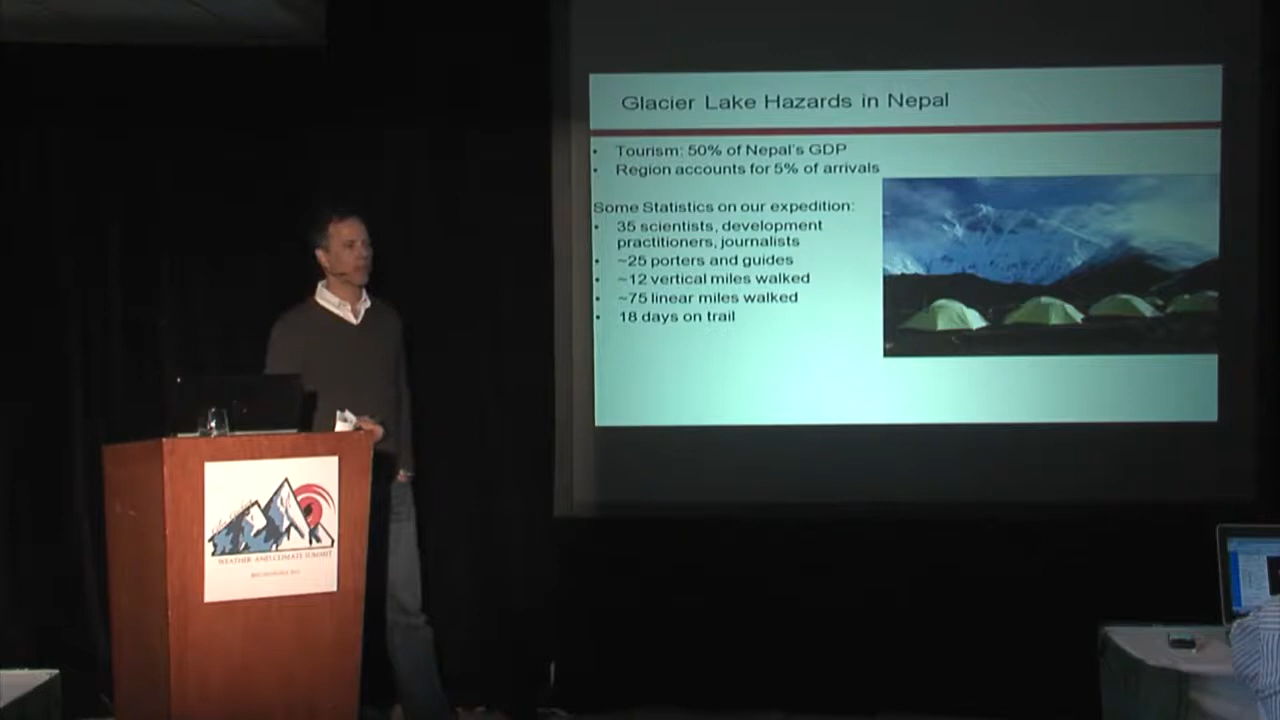 Glacier Lake Hazards in Nepal
• Tourism: 50% of Nepal's GDP
• Region accounts for 5% of arrivals
Some Statistics on our expedition:
• 35 scientists, development
practitioners, journalists
• ~25 porters and guides
• ~12 vertical miles walked
• ~75 linear miles walked
• 18 days on trail
WEATHER AND CLIMATE SUMMIT